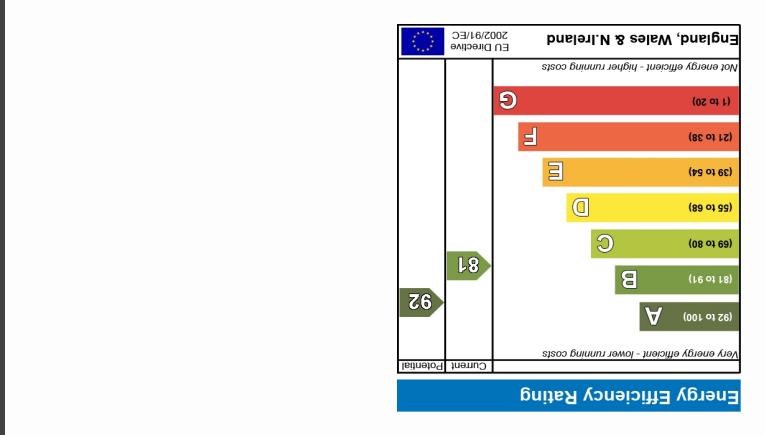 Energy Efficiency Rating
Current Potential
Very energy efficient - lower running costs
(92 to 100) A
(81 to 91) B
(69 to 80) C
(55 to 68) D
(39 to 54) E
(21 to 38) F
(1 to 20) G
81
92
Not energy efficient - higher running costs
England, Wales & N.Ireland
EU Directive
2002/91/EC